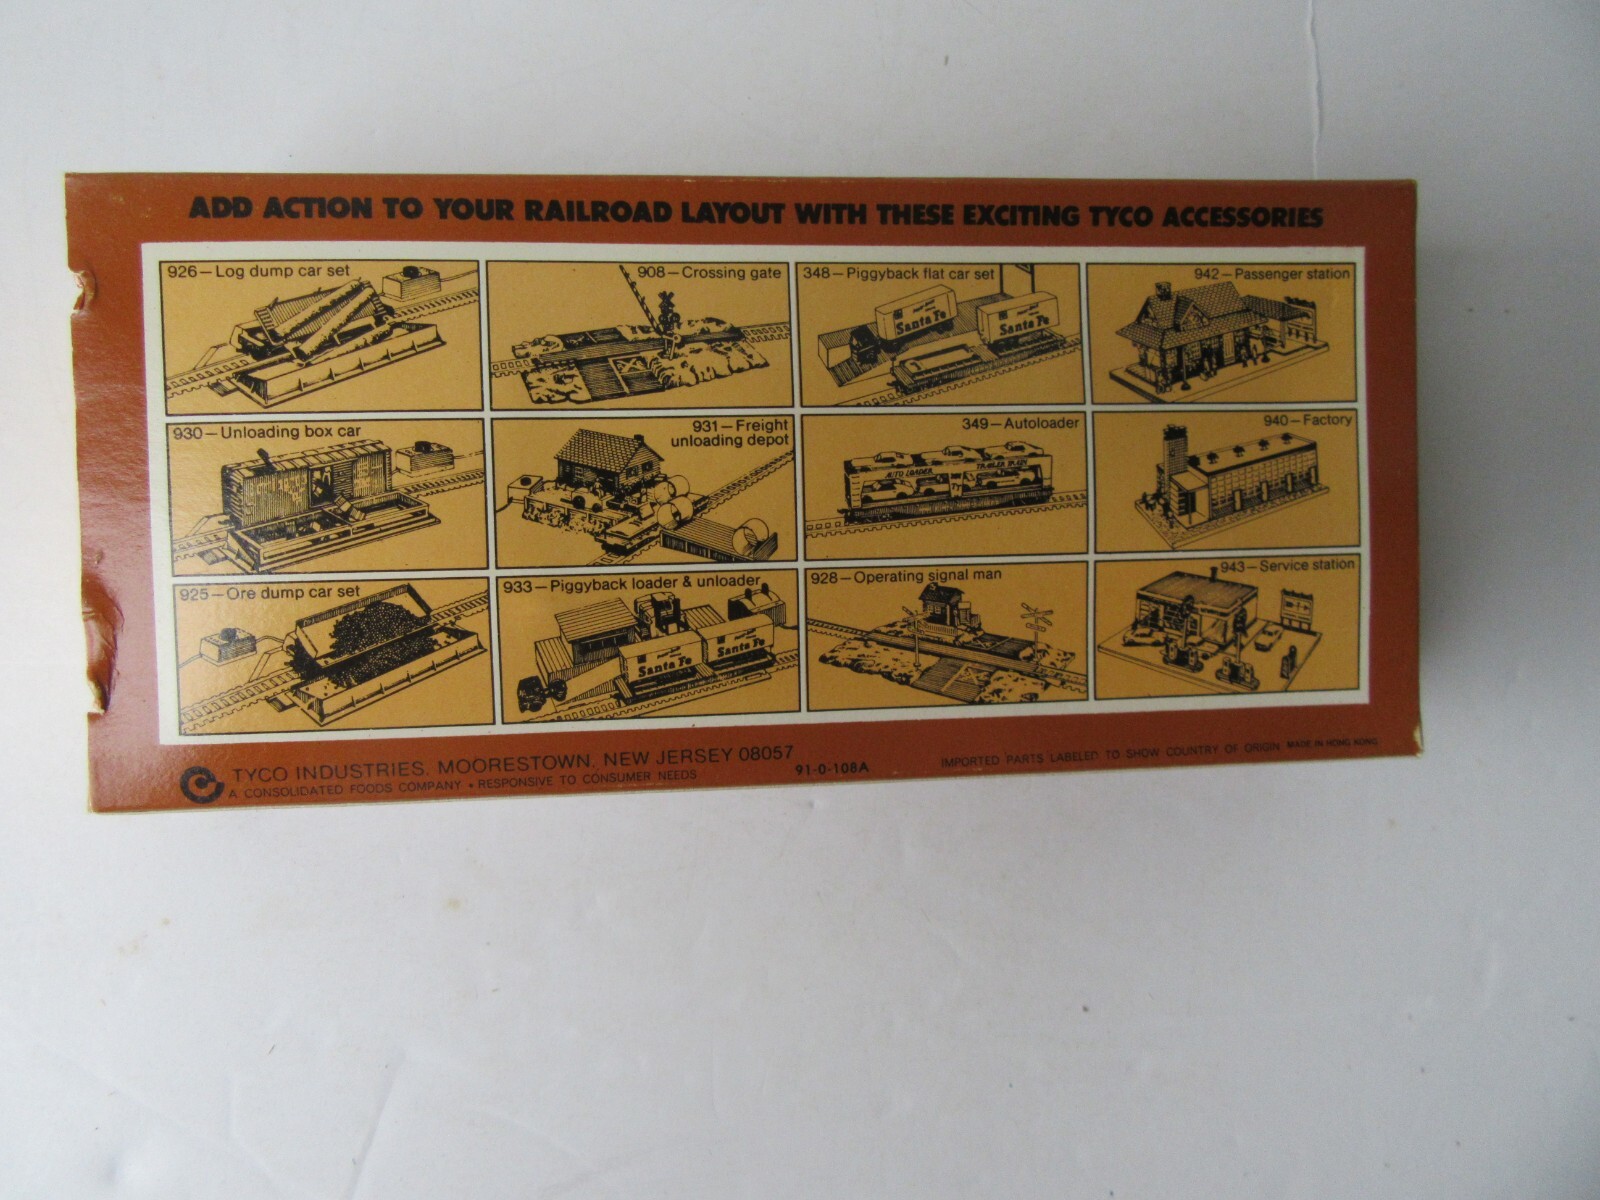 ADD ACTION TO YOUR RAILROAD LAYOUT WITH THESE EXCITING TYCO ACCESSORIES
926—Log dump car set
908—Crossing gate
348—Piggyback flat car set
Santa Fe
Santa Fe
942—Passenger station
930—Unloading box car
931—Freight
unloading depot
349—Autoloader
AUTO LOADER
940—Factory
925—Ore dump car set
933—Piggyback loader & unloader
Santa Fe
Santa Fe
928—Operating signal man
943—Service station
TYCO INDUSTRIES, MOORESTOWN, NEW JERSEY 08057
A CONSOLIDATED FOODS COMPANY • RESPONSIVE TO CONSUMER NEEDS
91-0-108A
IMPORTED PARTS LABELED TO SHOW COUNTRY OF ORIGIN MADE IN HONG KONG